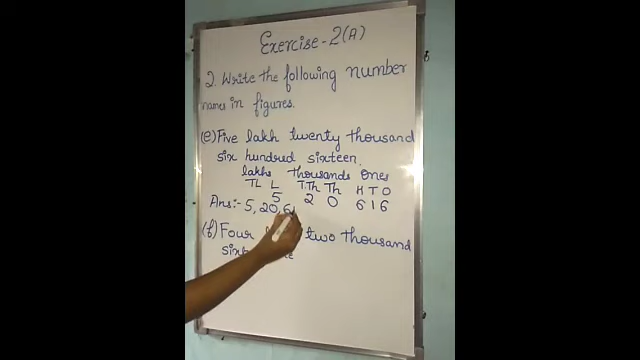 Exercise-2(A)
2. Write the following number
names in figures.
(e) Five lakh twenty thousand
six hundred sixteen.
lakhs thousands Ones
TL L T.Th Th H T O
5 2 0 6 1 6
Ans:- 5,20,61
(f) Four two thousand